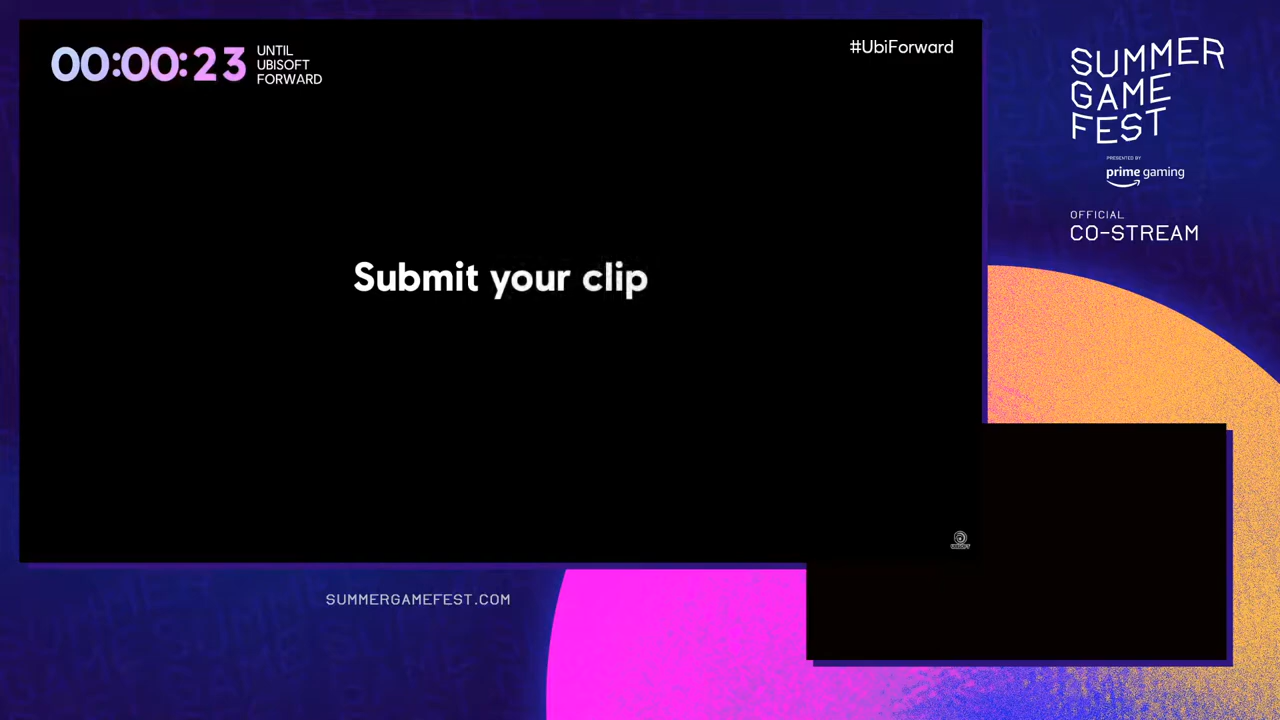 00:00:23
UNTIL
UBISOFT
FORWARD
#UbiForward
Submit your clip
SUMMER
GAME
FEST
PRESENTED BY
prime gaming
OFFICIAL
CO-STREAM
UBISOFT
SUMMERGAMEFEST.COM